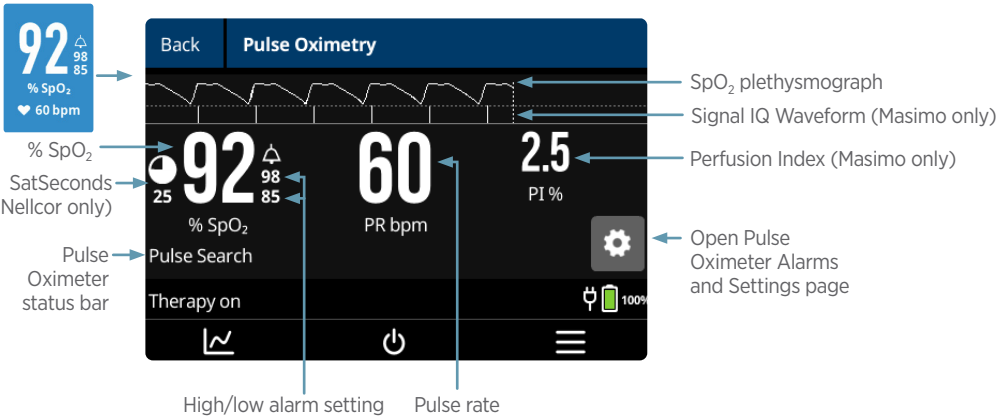 92
98
85
% SpO₂
60 bpm
Back
Pulse Oximetry
SpO₂ plethysmograph
Signal IQ Waveform (Masimo only)
% SpO₂
SatSeconds
Nellcor only)
25
92
98
85
% SpO₂
60
PR bpm
2.5
PI %
Perfusion Index (Masimo only)
Pulse
Oximeter
status bar
Pulse Search
Open Pulse
Oximeter Alarms
and Settings page
Therapy on
100%
High/low alarm setting
Pulse rate